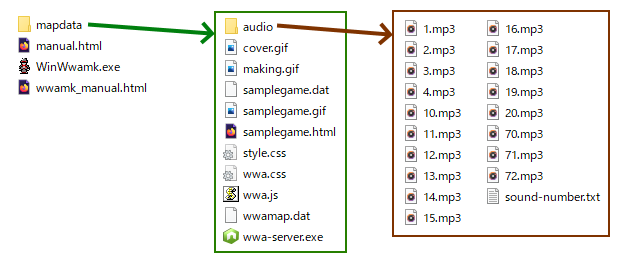 mapdata
manual.html
WinWwamk.exe
wwamk_manual.html
audio
cover.gif
making.gif
samplegame.dat
samplegame.gif
samplegame.html
style.css
wwa.css
wwa.js
wwamap.dat
wwa-server.exe
1.mp3
2.mp3
3.mp3
4.mp3
10.mp3
11.mp3
12.mp3
13.mp3
14.mp3
15.mp3
16.mp3
17.mp3
18.mp3
19.mp3
20.mp3
70.mp3
71.mp3
72.mp3
sound-number.txt